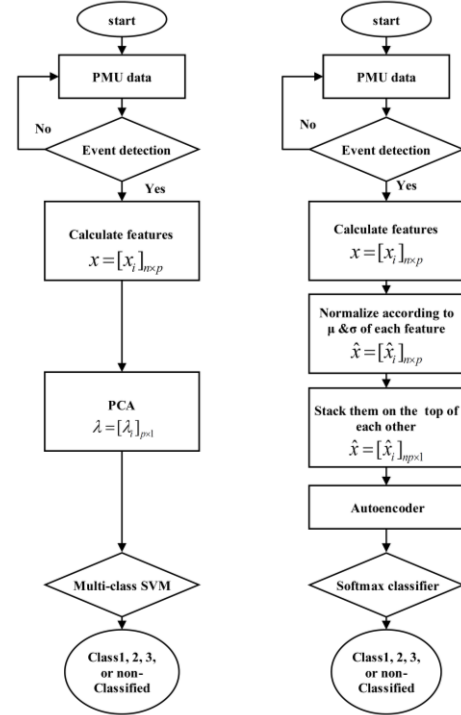 start
PMU data
No
Event detection
Yes
Calculate features
x = [x_i]_{n×p}
PCA
λ = [λ_i]_{p×1}
Multi-class SVM
Class1, 2, 3,
or non-
Classified
start
PMU data
No
Event detection
Yes
Calculate features
x = [x_i]_{n×p}
Normalize according to
μ &σ of each feature
x̂ = [x̂_i]_{n×p}
Stack them on the top of
each other
x̂ = [x̂_i]_{np×1}
Autoencoder
Softmax classifier
Class1, 2, 3,
or non-
Classified